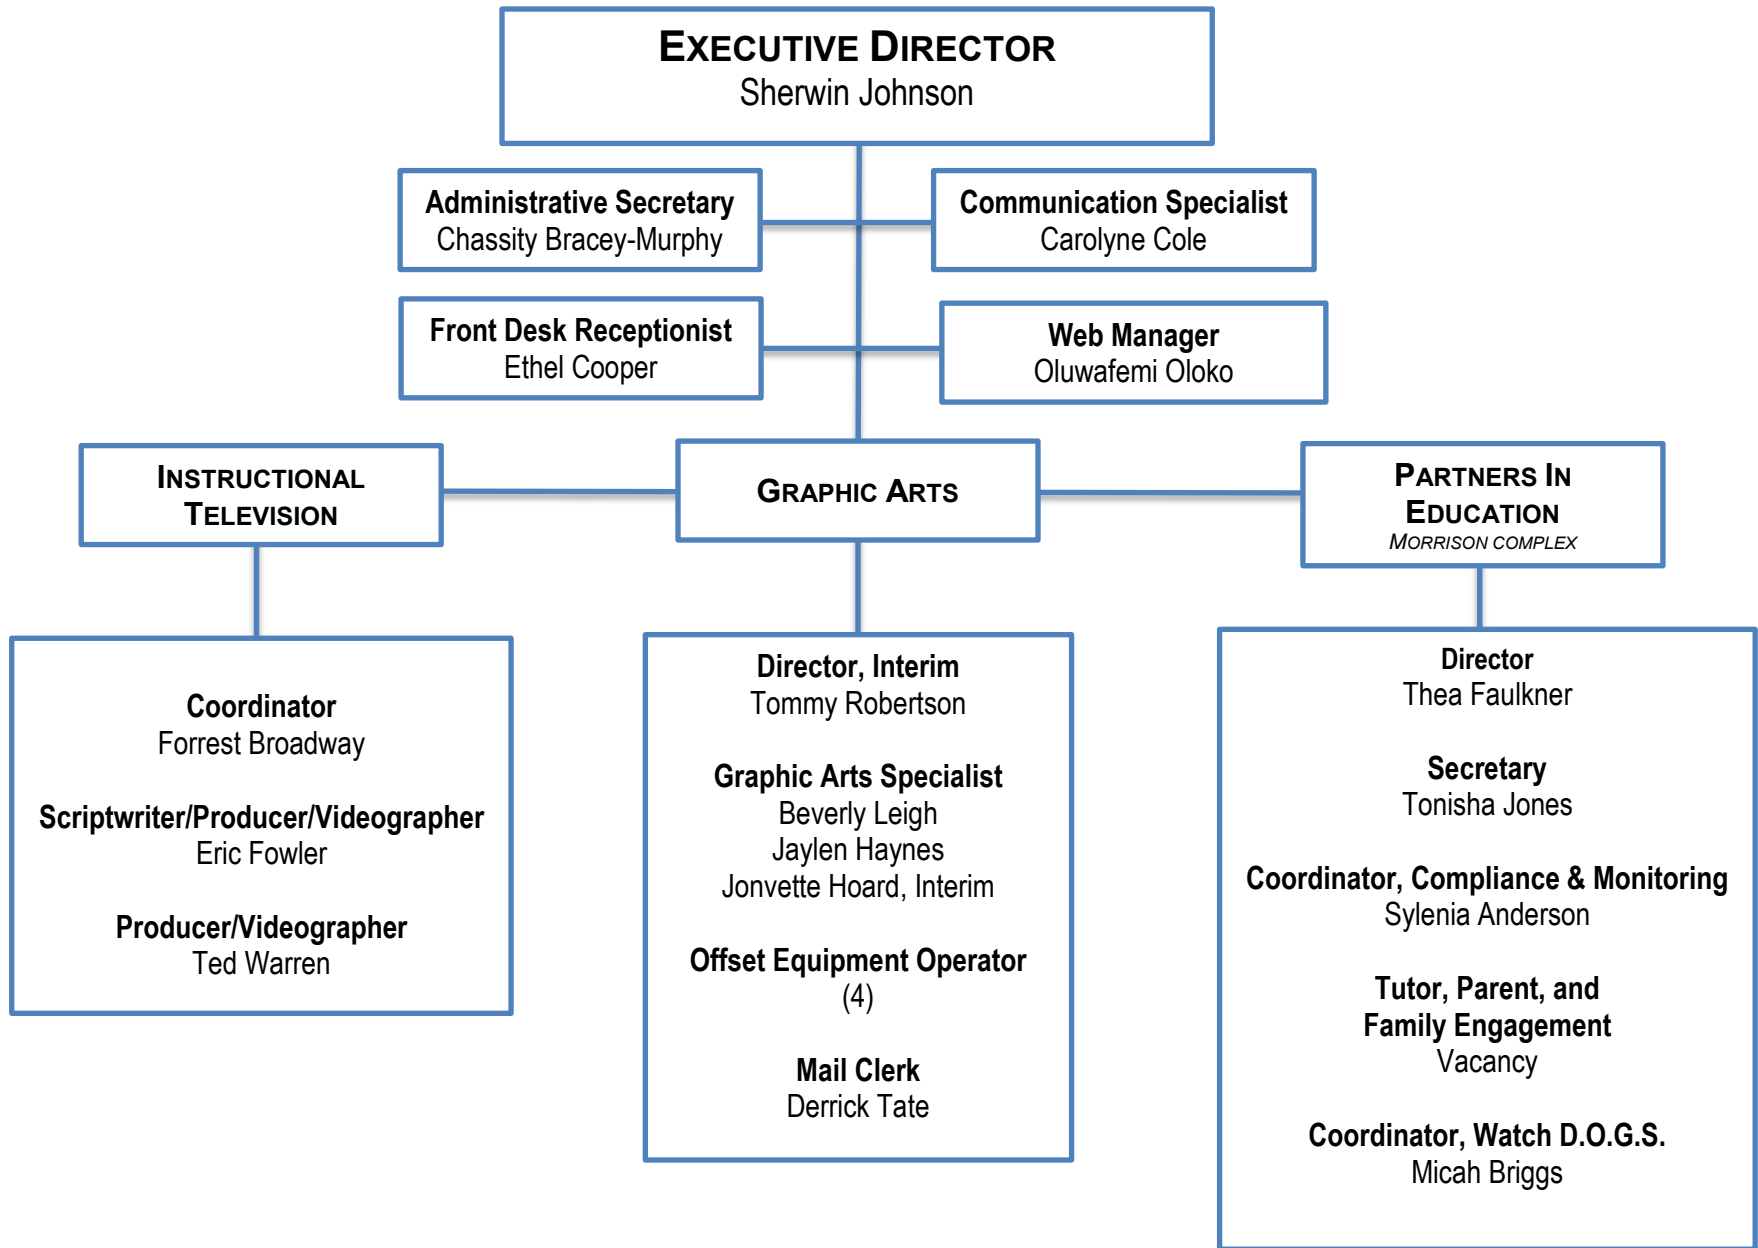 EXECUTIVE DIRECTOR
Sherwin Johnson
Administrative Secretary
Chassity Bracey-Murphy
Communication Specialist
Carolyne Cole
Front Desk Receptionist
Ethel Cooper
Web Manager
Oluwafemi Oloko
INSTRUCTIONAL
TELEVISION
GRAPHIC ARTS
PARTNERS IN
EDUCATION
MORRISON COMPLEX
Coordinator
Forrest Broadway
Scriptwriter/Producer/Videographer
Eric Fowler
Producer/Videographer
Ted Warren
Director, Interim
Tommy Robertson
Graphic Arts Specialist
Beverly Leigh
Jaylen Haynes
Jonvette Hoard, Interim
Offset Equipment Operator
(4)
Mail Clerk
Derrick Tate
Director
Thea Faulkner
Secretary
Tonisha Jones
Coordinator, Compliance & Monitoring
Sylenia Anderson
Tutor, Parent, and
Family Engagement
Vacancy
Coordinator, Watch D.O.G.S.
Micah Briggs